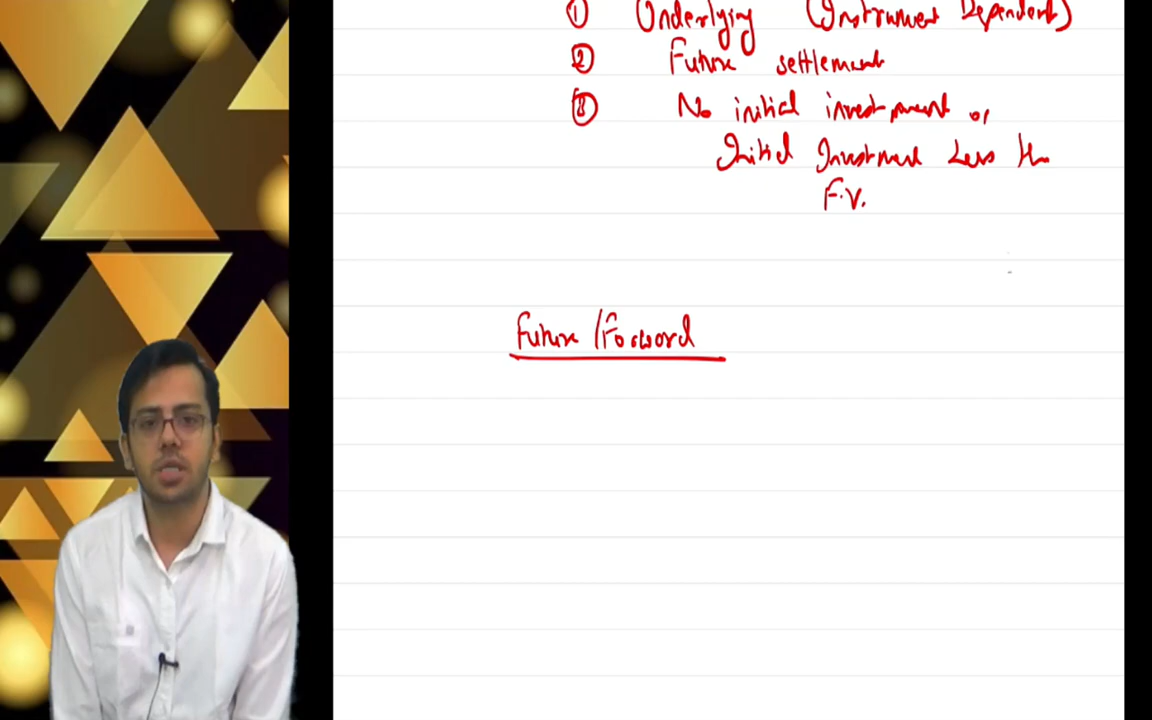 ① Underlying (Instrument Dependent)
② Future settlement
③ No initial investment or
Initial Investment Less than
F.V.
Future / Forward